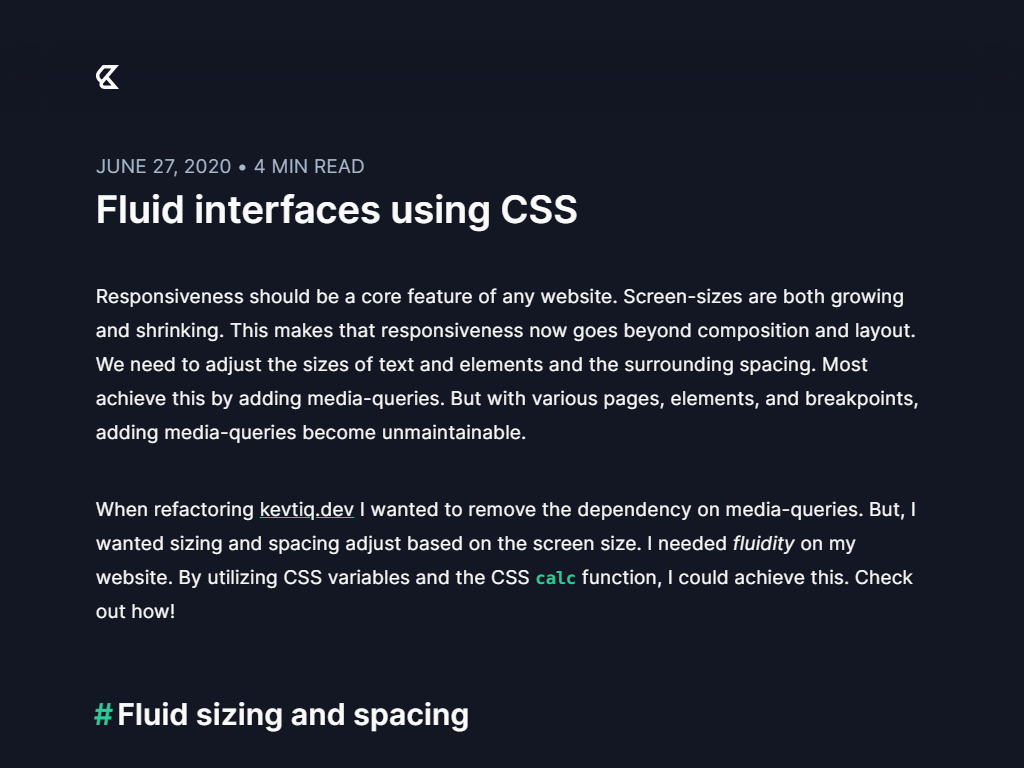 JUNE 27, 2020 • 4 MIN READ
Fluid interfaces using CSS
Responsiveness should be a core feature of any website. Screen-sizes are both growing
and shrinking. This makes that responsiveness now goes beyond composition and layout.
We need to adjust the sizes of text and elements and the surrounding spacing. Most
achieve this by adding media-queries. But with various pages, elements, and breakpoints,
adding media-queries become unmaintainable.
When refactoring kevtiq.dev I wanted to remove the dependency on media-queries. But, I
wanted sizing and spacing adjust based on the screen size. I needed fluidity on my
website. By utilizing CSS variables and the CSS calc function, I could achieve this. Check
out how!
# Fluid sizing and spacing